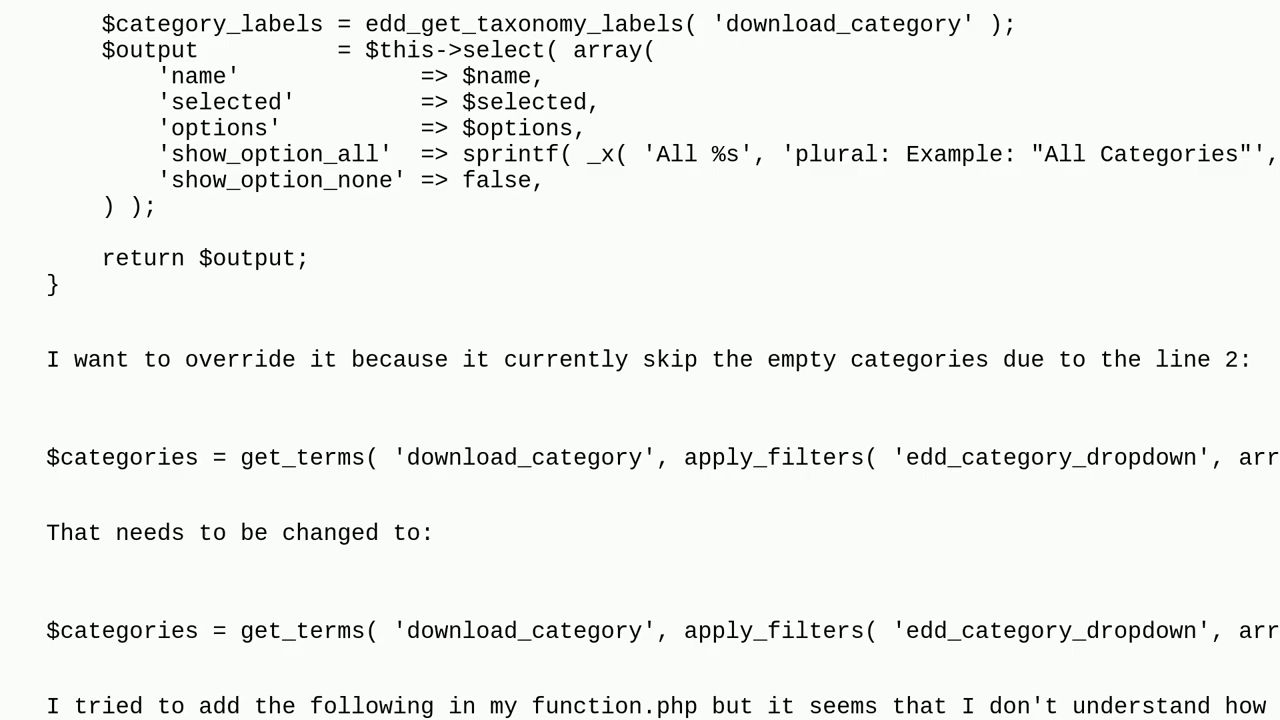 $category_labels = edd_get_taxonomy_labels( 'download_category' );
$output          = $this->select( array(
    'name'             => $name,
    'selected'         => $selected,
    'options'          => $options,
    'show_option_all'  => sprintf( _x( 'All %s', 'plural: Example: "All Categories"',
    'show_option_none' => false,
) );
return $output;
}
I want to override it because it currently skip the empty categories due to the line 2:
$categories = get_terms( 'download_category', apply_filters( 'edd_category_dropdown', arr
That needs to be changed to:
$categories = get_terms( 'download_category', apply_filters( 'edd_category_dropdown', arr
I tried to add the following in my function.php but it seems that I don't understand how